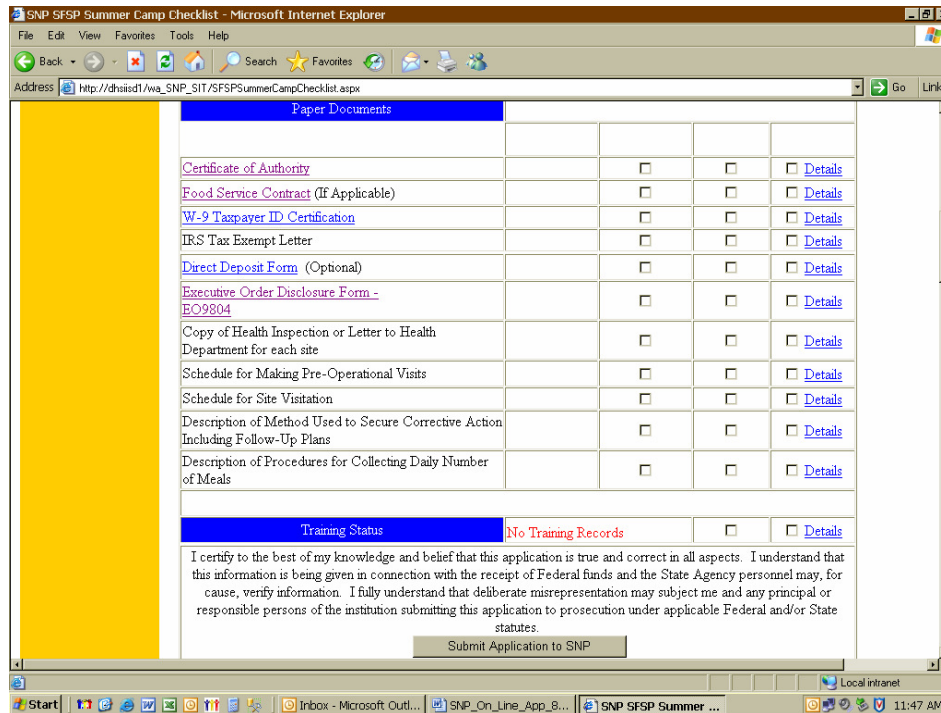 SNP SFSP Summer Camp Checklist - Microsoft Internet Explorer
File Edit View Favorites Tools Help
Back Search Favorites
Address http://dhsiisd1/wa_SNP_SIT/SFSPSummerCampChecklist.aspx Go Link
Paper Documents
Certificate of Authority Details
Food Service Contract (If Applicable) Details
W-9 Taxpayer ID Certification Details
IRS Tax Exempt Letter Details
Direct Deposit Form (Optional) Details
Executive Order Disclosure Form -
EO9804 Details
Copy of Health Inspection or Letter to Health
Department for each site Details
Schedule for Making Pre-Operational Visits Details
Schedule for Site Visitation Details
Description of Method Used to Secure Corrective Action
Including Follow-Up Plans Details
Description of Procedures for Collecting Daily Number
of Meals Details
Training Status No Training Records Details
I certify to the best of my knowledge and belief that this application is true and correct in all aspects. I understand that
this information is being given in connection with the receipt of Federal funds and the State Agency personnel may, for
cause, verify information. I fully understand that deliberate misrepresentation may subject me and any principal or
responsible persons of the institution submitting this application to prosecution under applicable Federal and/or State
statutes.
Submit Application to SNP
Local intranet
Start Inbox - Microsoft Outl... SNP_On_Line_App_8... SNP SFSP Summer ... 11:47 AM